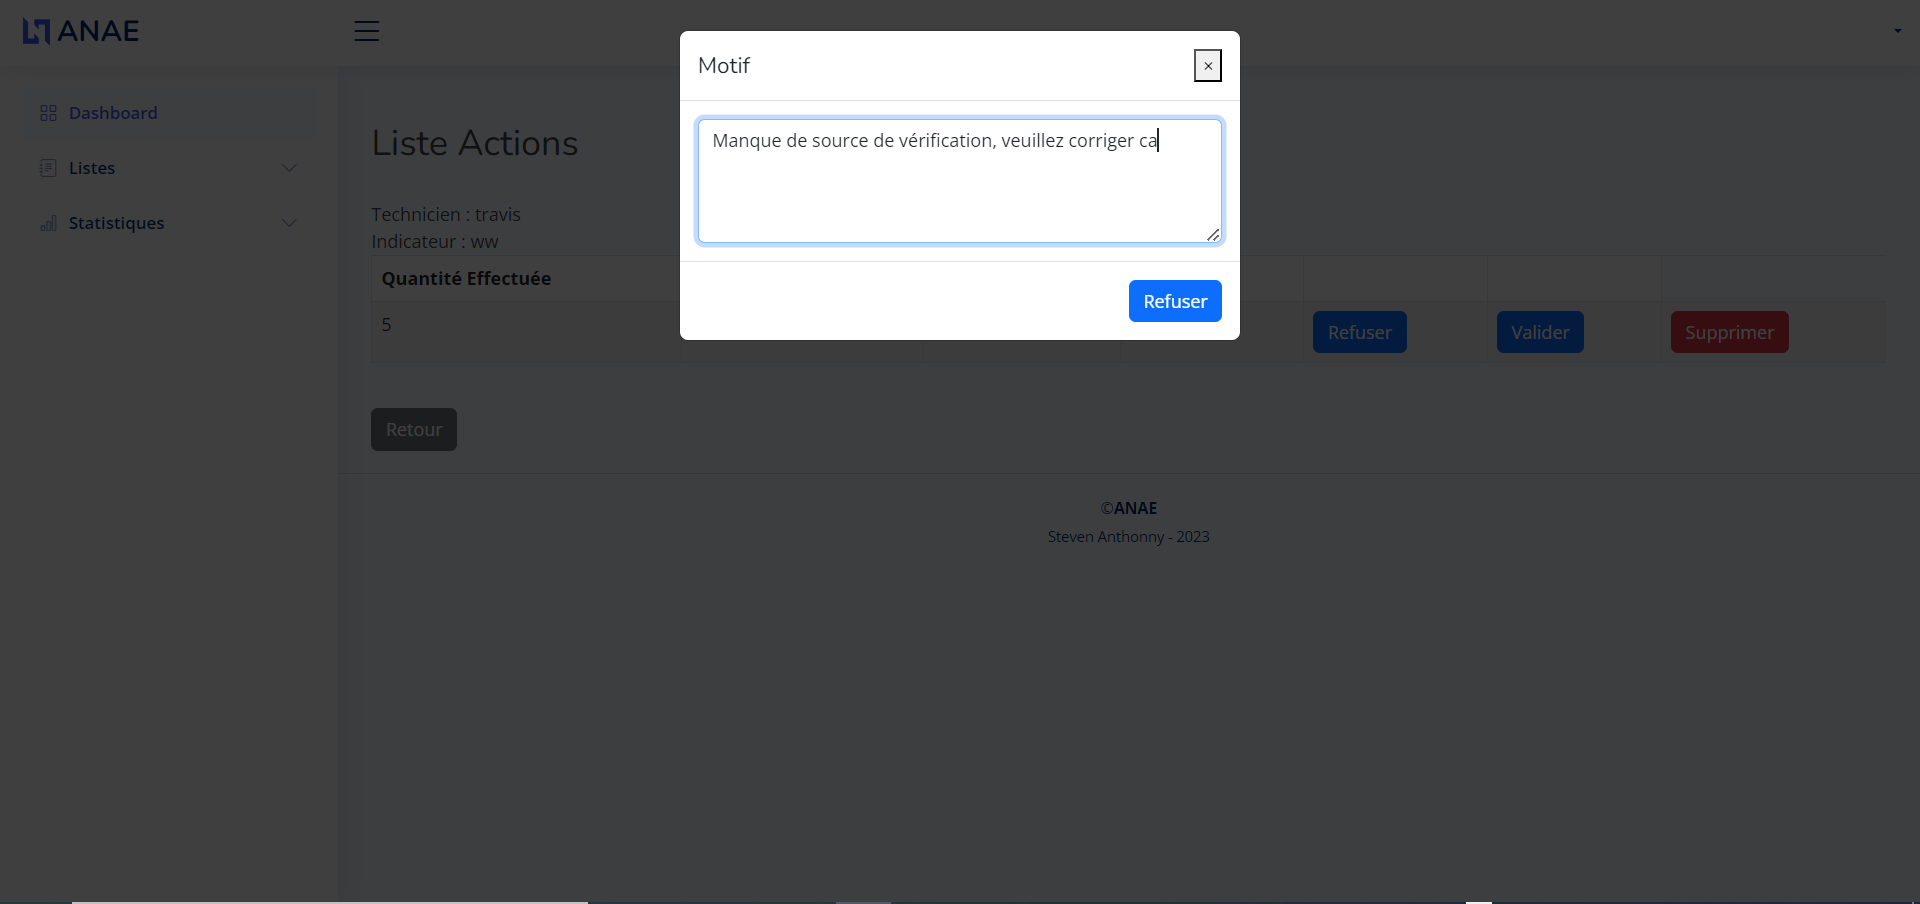 ANAE
Motif
×
Dashboard
Manque de source de vérification, veuillez corriger ca
Liste Actions
Listes
Technicien : travis
Statistiques
Indicateur : ww
Quantité Effectuée
Refuser
5
Refuser
Valider
Supprimer
Retour
©ANAE
Steven Anthonny - 2023